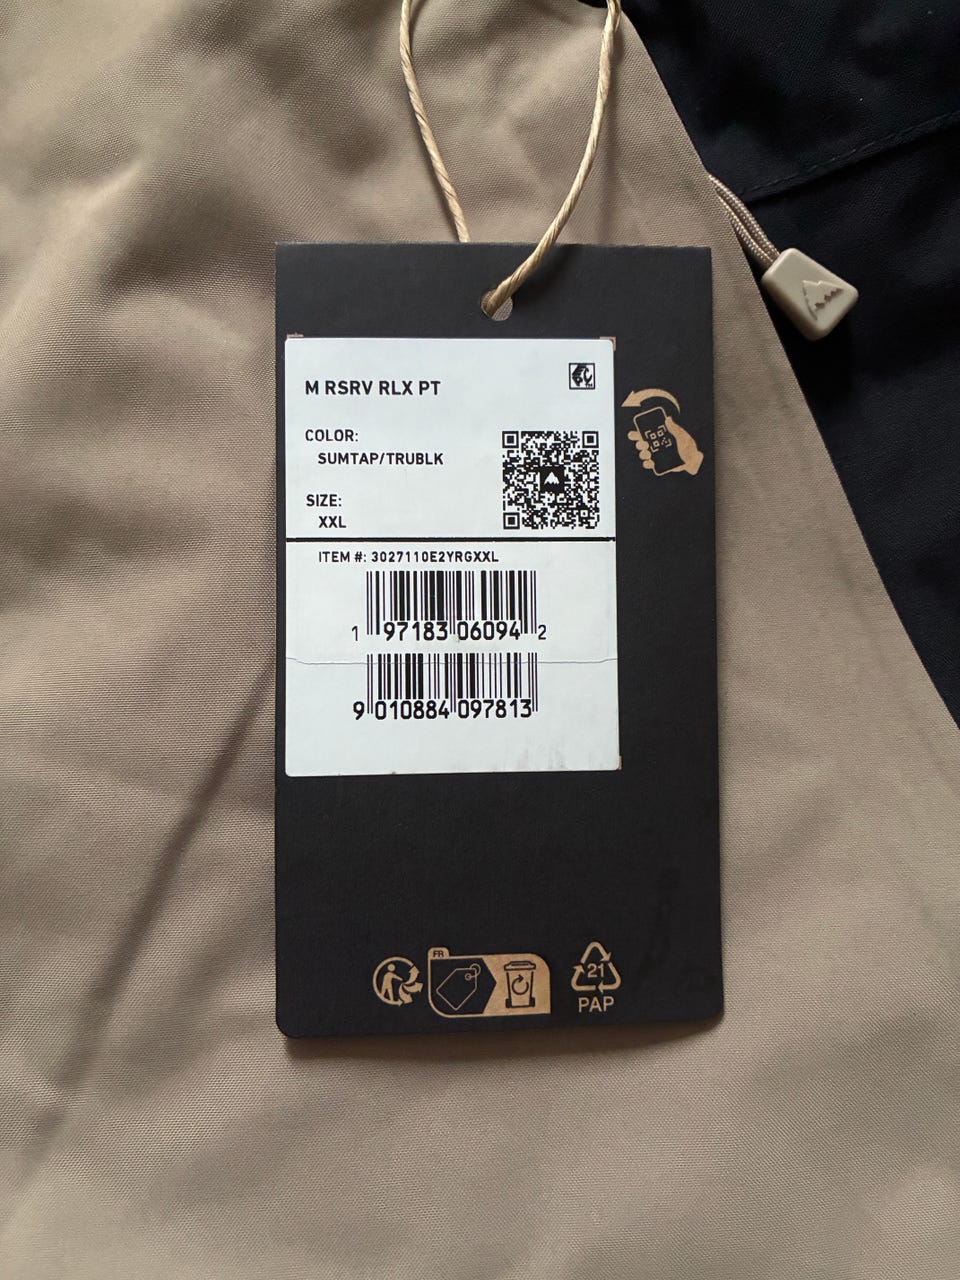 M RSRV RLX PT
COLOR:
SUMTAP/TRUBLK
SIZE:
XXL
ITEM #: 3027110E2YRGXXL
1 97183 06094 2
9 010884 097813
FR
21
PAP